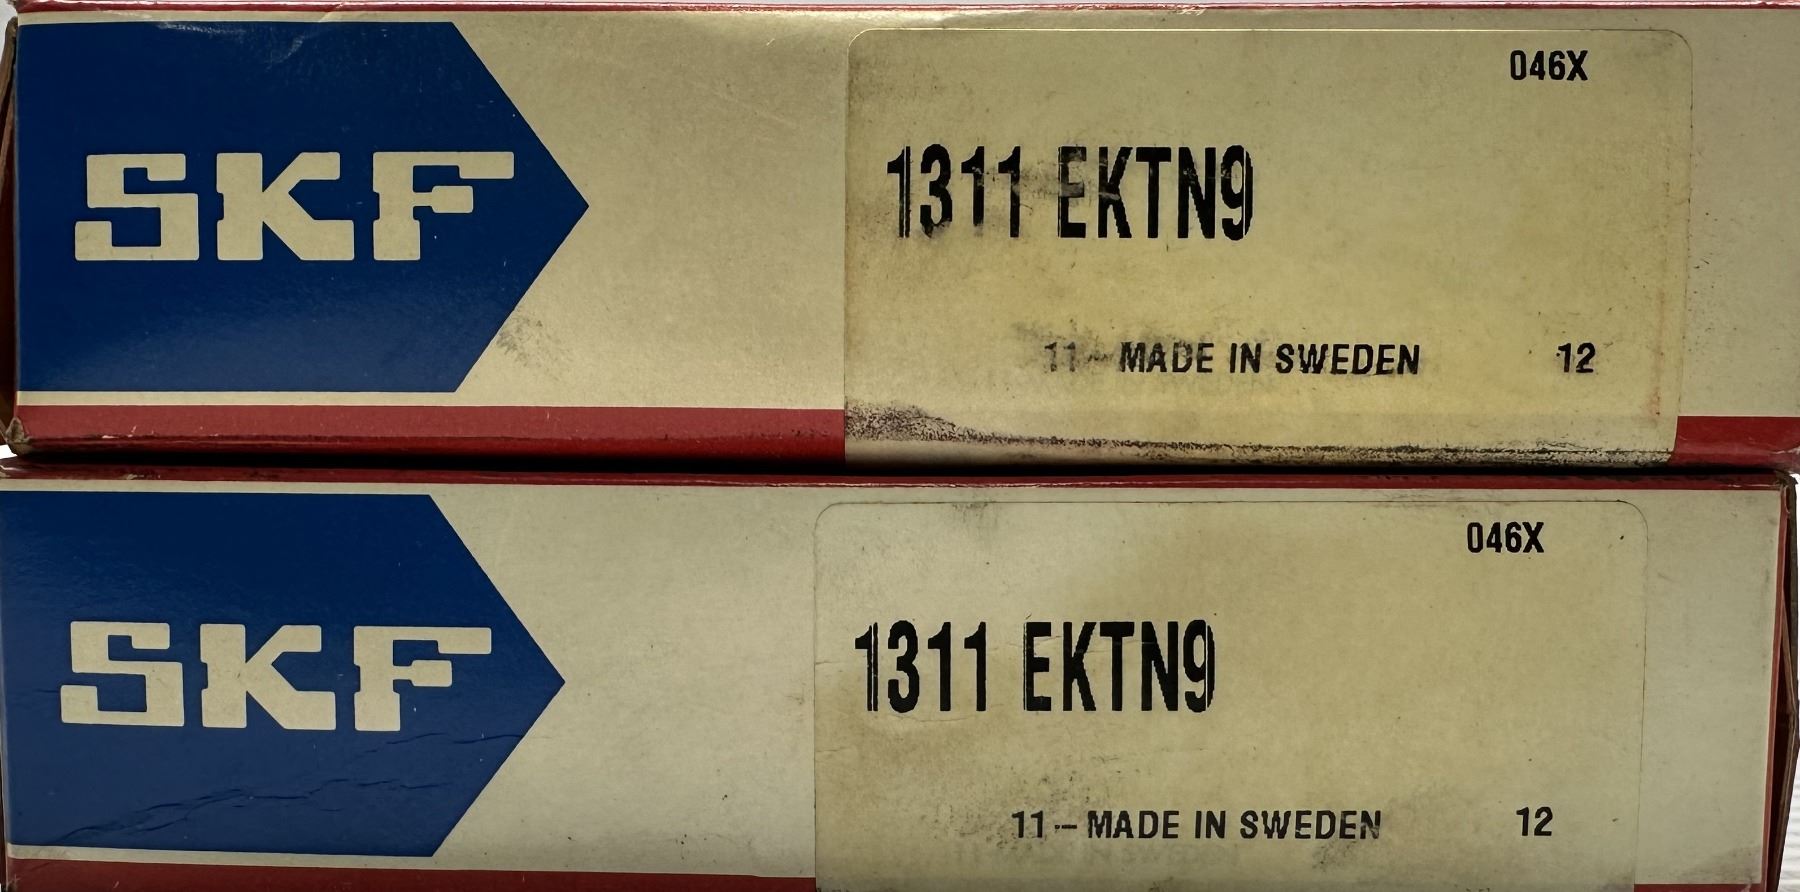 SKF
046X
1311 EKTN9
11- MADE IN SWEDEN 12
SKF
046X
1311 EKTN9
11-- MADE IN SWEDEN 12